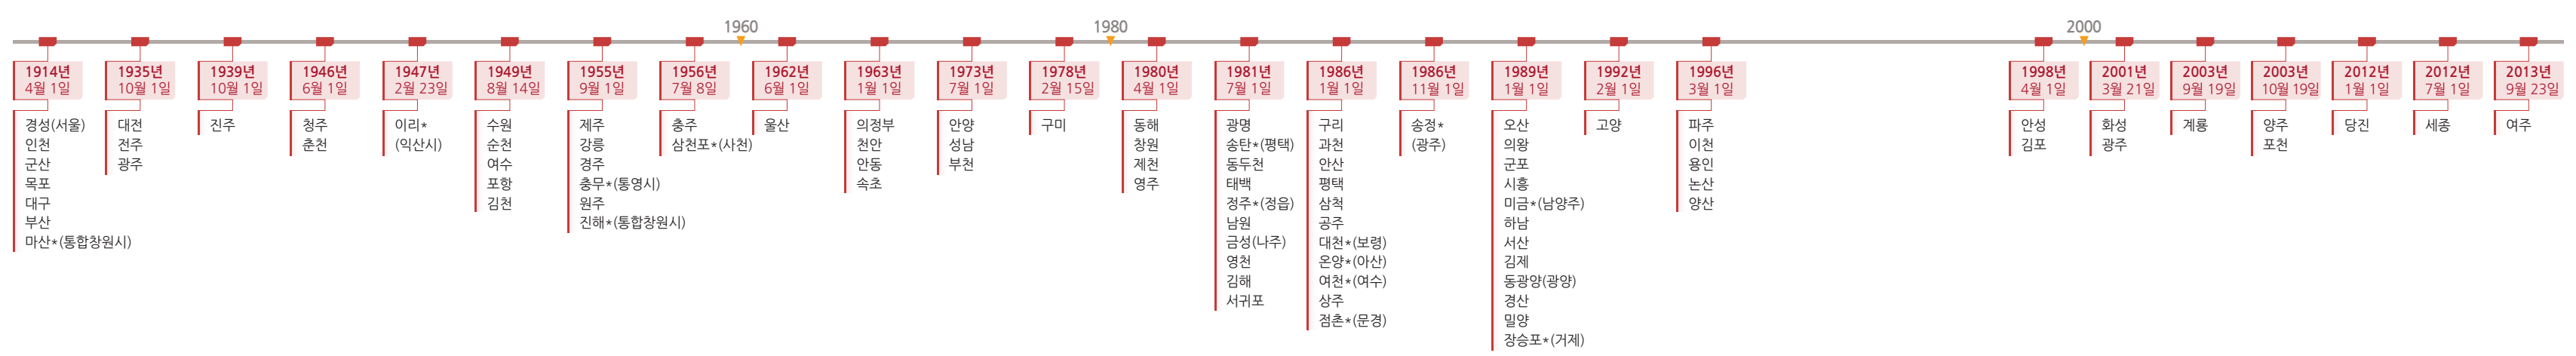 1960
1980
2000
1914년
4월 1일
경성(서울)
인천
군산
목포
대구
부산
마산*(통합창원시)
1935년
10월 1일
대전
전주
광주
1939년
10월 1일
진주
1946년
6월 1일
청주
춘천
1947년
2월 23일
이리*
(익산시)
1949년
8월 14일
수원
순천
여수
포항
김천
1955년
9월 1일
제주
강릉
경주
충무*(통영시)
원주
진해*(통합창원시)
1956년
7월 8일
충주
삼천포*(사천)
1962년
6월 1일
울산
1963년
1월 1일
의정부
천안
안동
속초
1973년
7월 1일
안양
성남
부천
1978년
2월 15일
구미
1980년
4월 1일
동해
창원
제천
영주
1981년
7월 1일
광명
송탄*(평택)
동두천
태백
정주*(정읍)
남원
금성(나주)
영천
김해
서귀포
1986년
1월 1일
구리
과천
안산
평택
삼척
공주
대천*(보령)
온양*(아산)
여천*(여수)
상주
점촌*(문경)
1986년
11월 1일
송정*
(광주)
1989년
1월 1일
오산
의왕
군포
시흥
미금*(남양주)
하남
서산
김제
동광양(광양)
경산
밀양
장승포*(거제)
1992년
2월 1일
고양
1996년
3월 1일
파주
이천
용인
논산
양산
1998년
4월 1일
안성
김포
2001년
3월 21일
화성
광주
2003년
9월 19일
계룡
2003년
10월 19일
양주
포천
2012년
1월 1일
당진
2012년
7월 1일
세종
2013년
9월 23일
여주